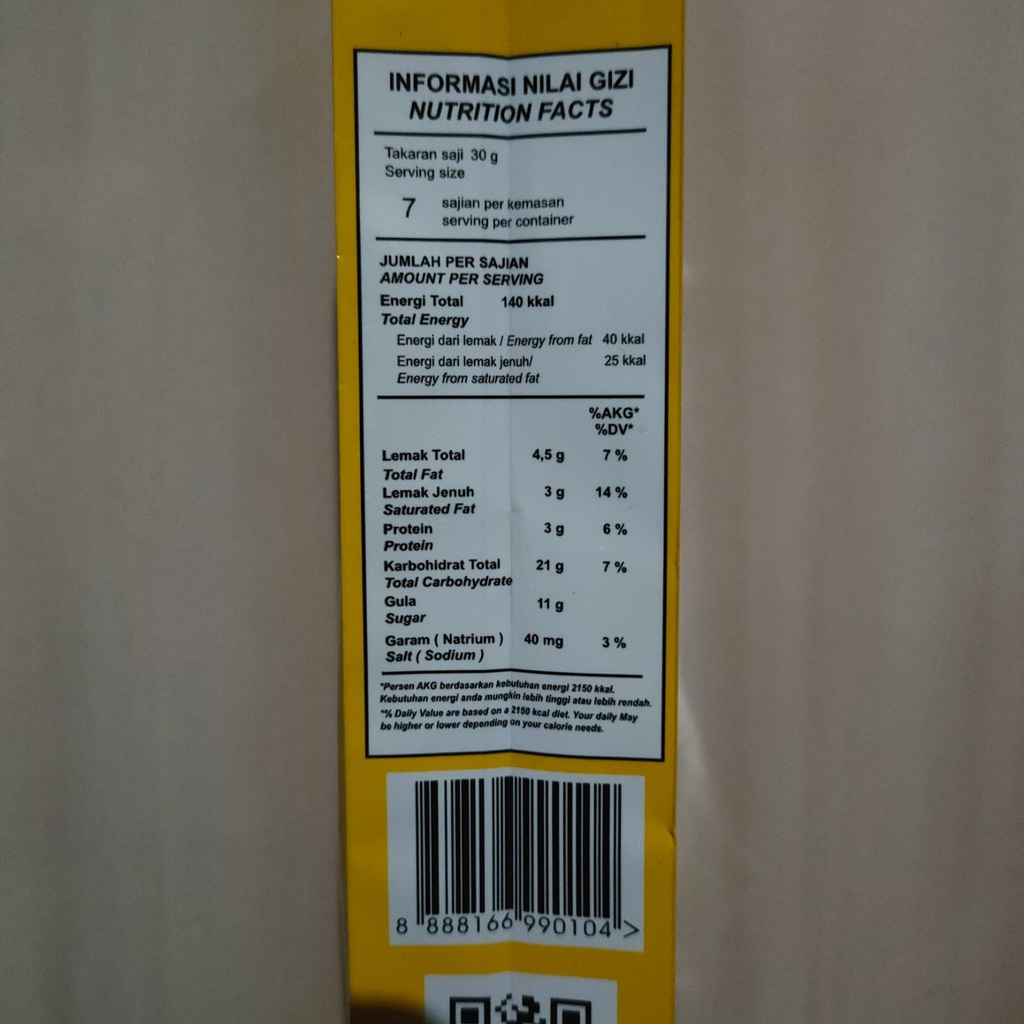 INFORMASI NILAI GIZI
NUTRITION FACTS
Takaran saji 30 g
Serving size
7 sajian per kemasan
serving per container
JUMLAH PER SAJIAN
AMOUNT PER SERVING
Energi Total 140 kkal
Total Energy
Energi dari lemak / Energy from fat 40 kkal
Energi dari lemak jenuh/ 25 kkal
Energy from saturated fat
%AKG*
%DV*
Lemak Total 4,5 g 7 %
Total Fat
Lemak Jenuh 3 g 14 %
Saturated Fat
Protein 3 g 6 %
Protein
Karbohidrat Total 21 g 7 %
Total Carbohydrate
Gula 11 g
Sugar
Garam ( Natrium ) 40 mg 3 %
Salt ( Sodium )
*Persen AKG berdasarkan kebutuhan energi 2150 kkal.
Kebutuhan energi anda mungkin lebih tinggi atau lebih rendah.
*% Daily Value are based on a 2150 kcal diet. Your daily May
be higher or lower depending on your calorie needs.
8 888166 990104 >